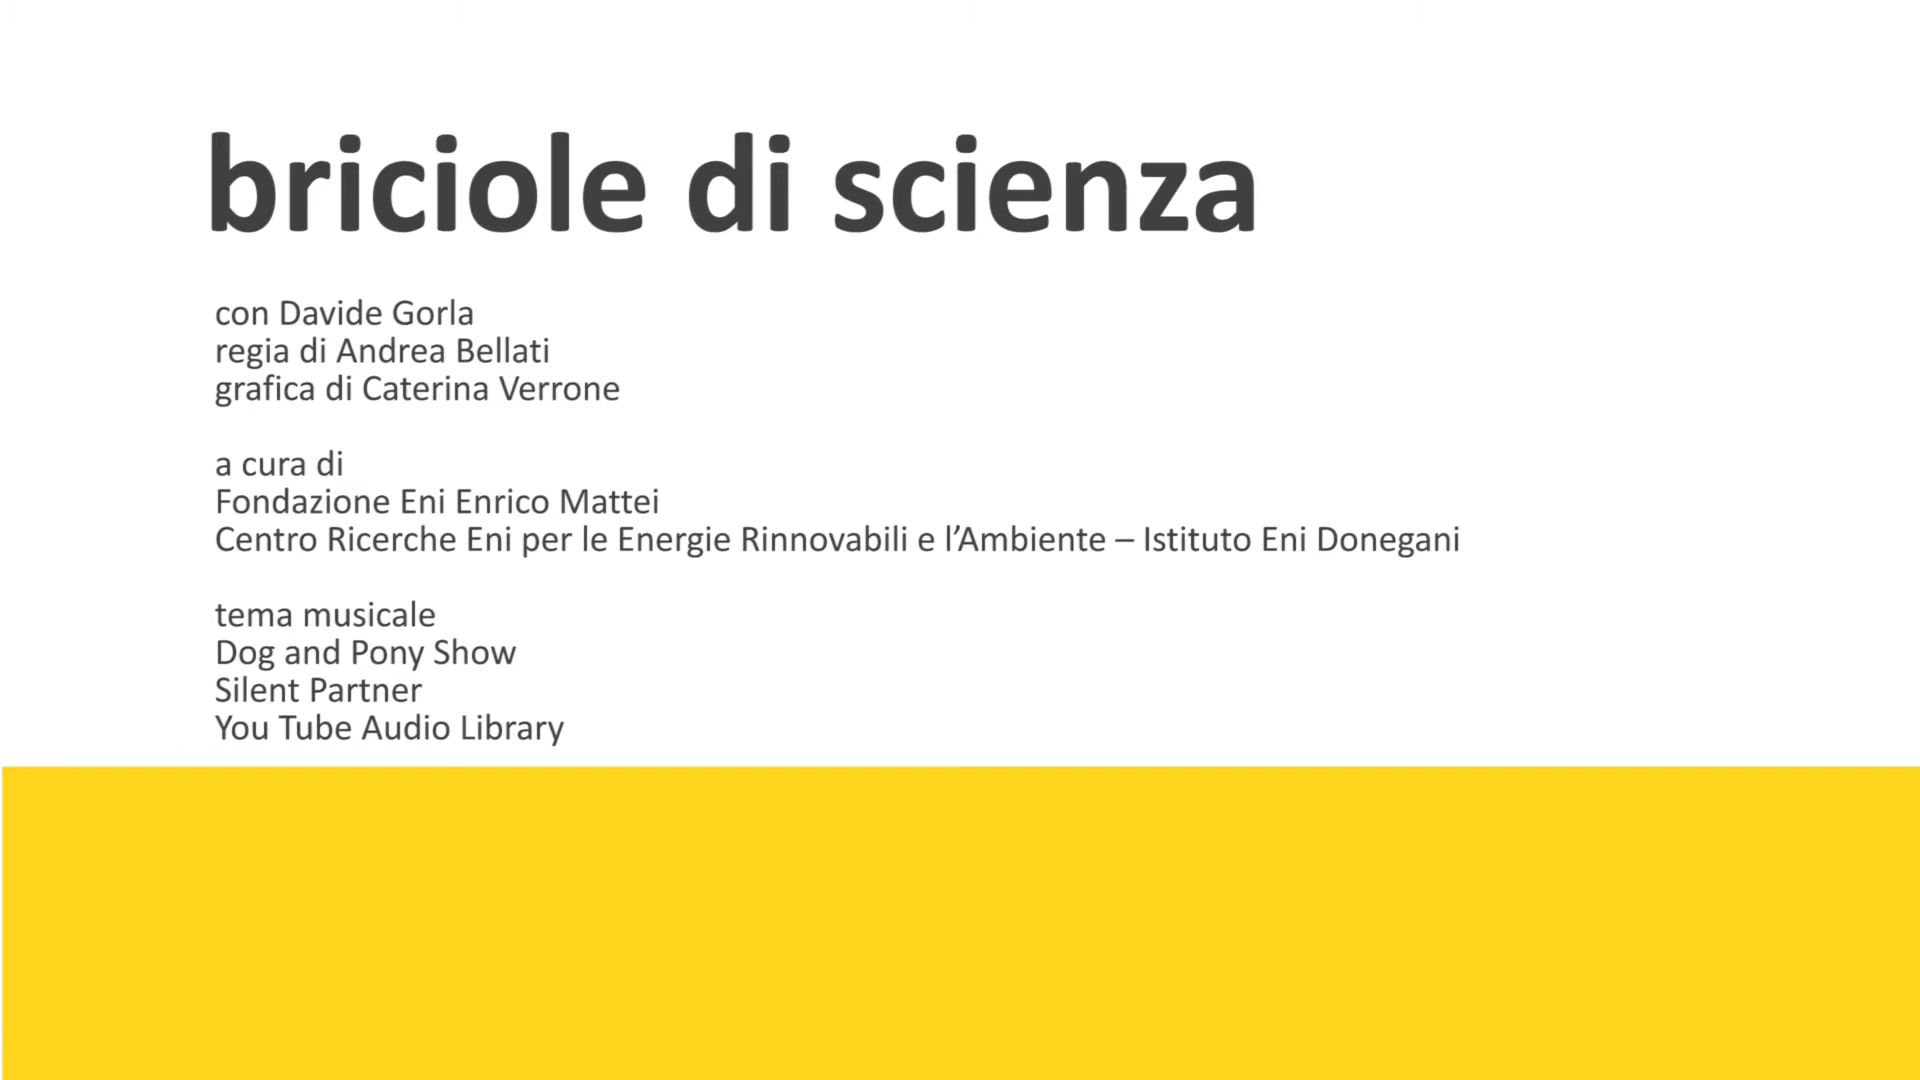 briciole di scienza
con Davide Gorla
regia di Andrea Bellati
grafica di Caterina Verrone
a cura di
Fondazione Eni Enrico Mattei
Centro Ricerche Eni per le Energie Rinnovabili e l’Ambiente – Istituto Eni Donegani
tema musicale
Dog and Pony Show
Silent Partner
You Tube Audio Library